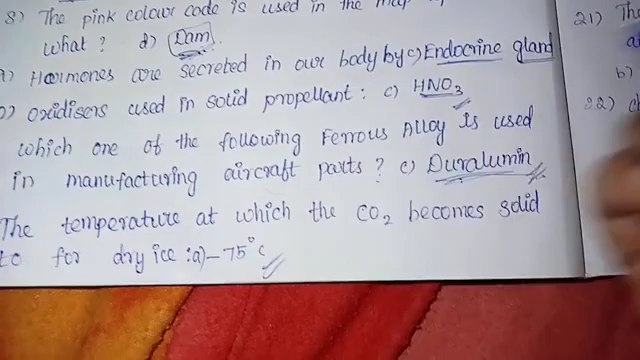 8) The pink colour code is used in the map
what? d) Dam
Hormones are secreted in our body by c) Endocrine gland
Oxidisers used in solid propellant: c) HNO3
which one of the following Ferrous Alloy is used
in manufacturing aircraft parts? c) Duralumin
The temperature at which the CO2 becomes solid
to for dry ice: a) -75°c
21) The
b)
22)